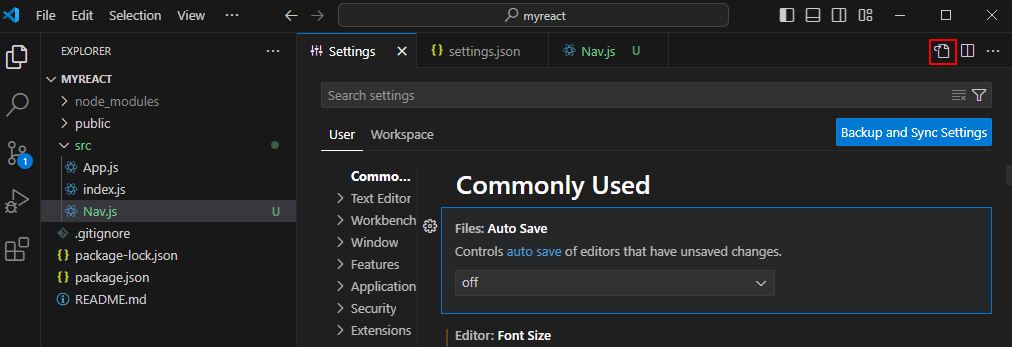 File Edit Selection View ··· myreact
EXPLORER ···
Settings {} settings.json Nav.js U ···
MYREACT
node_modules
public
src
App.js
index.js
Nav.js U
.gitignore
{} package-lock.json
{} package.json
README.md
Search settings
User Workspace
Backup and Sync Settings
Commo...
Text Editor
Workbench
Window
Features
Application
Security
Extensions
Commonly Used
Files: Auto Save
Controls auto save of editors that have unsaved changes.
off
Editor: Font Size
1